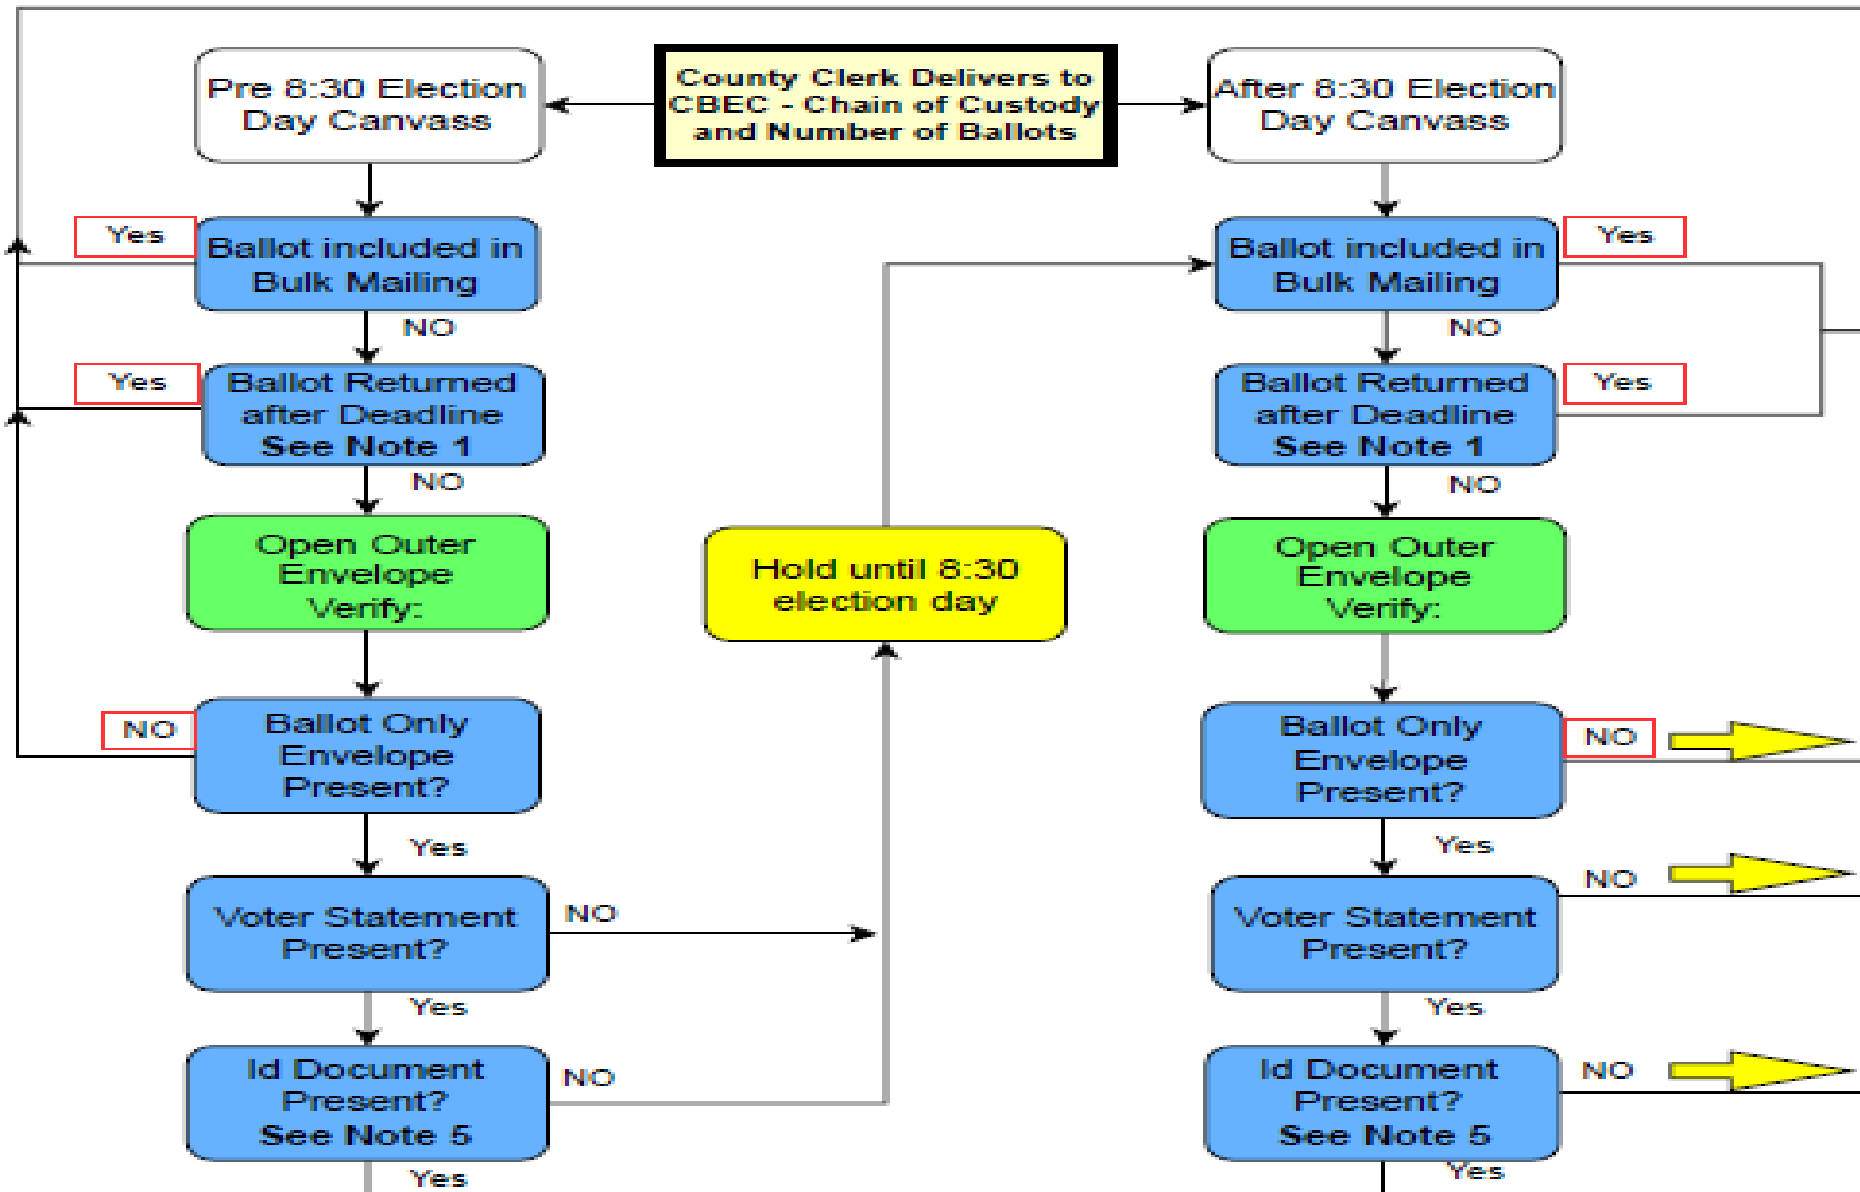 Pre 8:30 Election
Day Canvass
County Clerk Delivers to
CBEC - Chain of Custody
and Number of Ballots
After 8:30 Election
Day Canvass
Yes
Ballot included in
Bulk Mailing
NO
Yes
Ballot Returned
after Deadline
See Note 1
NO
Open Outer
Envelope
Verify:
NO
Ballot Only
Envelope
Present?
Yes
Voter Statement
Present?
NO
Yes
Id Document
Present?
See Note 5
NO
Yes
Hold until 8:30
election day
Ballot included in
Bulk Mailing
Yes
NO
Ballot Returned
after Deadline
See Note 1
Yes
NO
Open Outer
Envelope
Verify:
Ballot Only
Envelope
Present?
NO
Yes
Voter Statement
Present?
NO
Yes
Id Document
Present?
See Note 5
NO
Yes